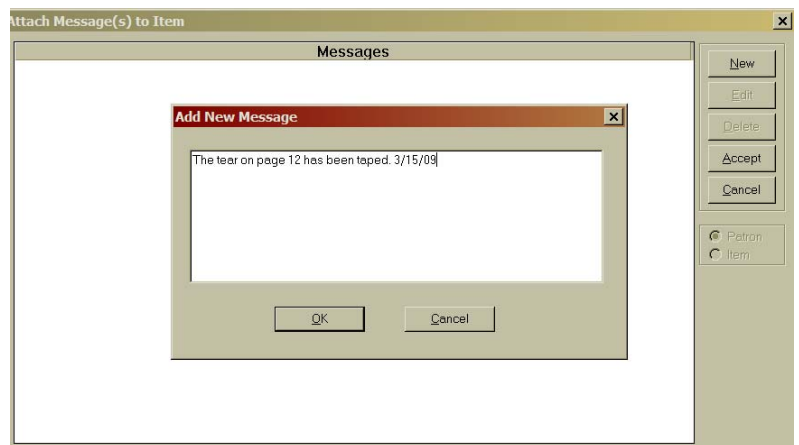 Attach Message(s) to Item
Messages
New
Edit
Delete
Accept
Cancel
Patron
Item
Add New Message
The tear on page 12 has been taped. 3/15/09
OK Cancel